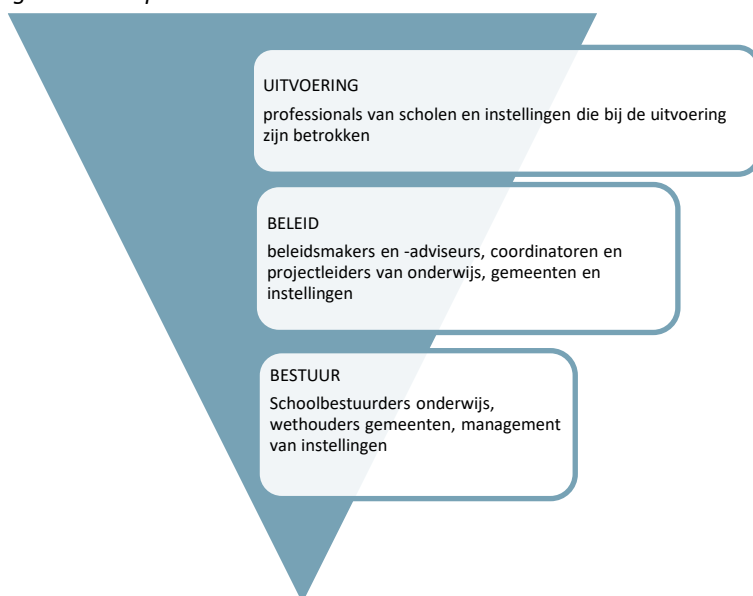 UITVOERING
professionals van scholen en instellingen die bij de uitvoering
zijn betrokken
BELEID
beleidsmakers en -adviseurs, coordinatoren en
projectleiders van onderwijs, gemeenten en
instellingen
BESTUUR
Schoolbestuurders onderwijs,
wethouders gemeenten, management
van instellingen